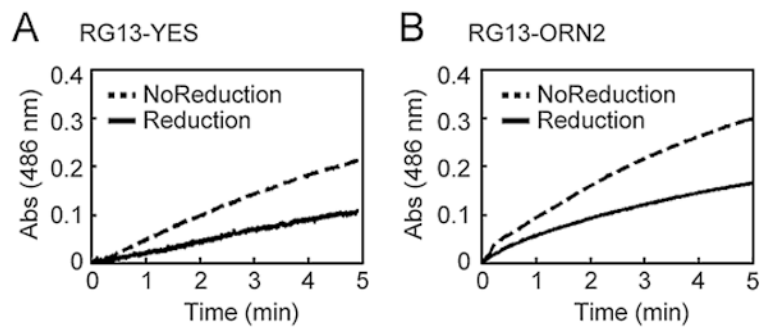 A RG13-YES
0.4
0.3
0.2
0.1
0
Abs (486 nm)
NoReduction
Reduction
0 1 2 3 4 5
Time (min)
B RG13-ORN2
0.4
0.3
0.2
0.1
0
Abs (486 nm)
NoReduction
Reduction
0 1 2 3 4 5
Time (min)